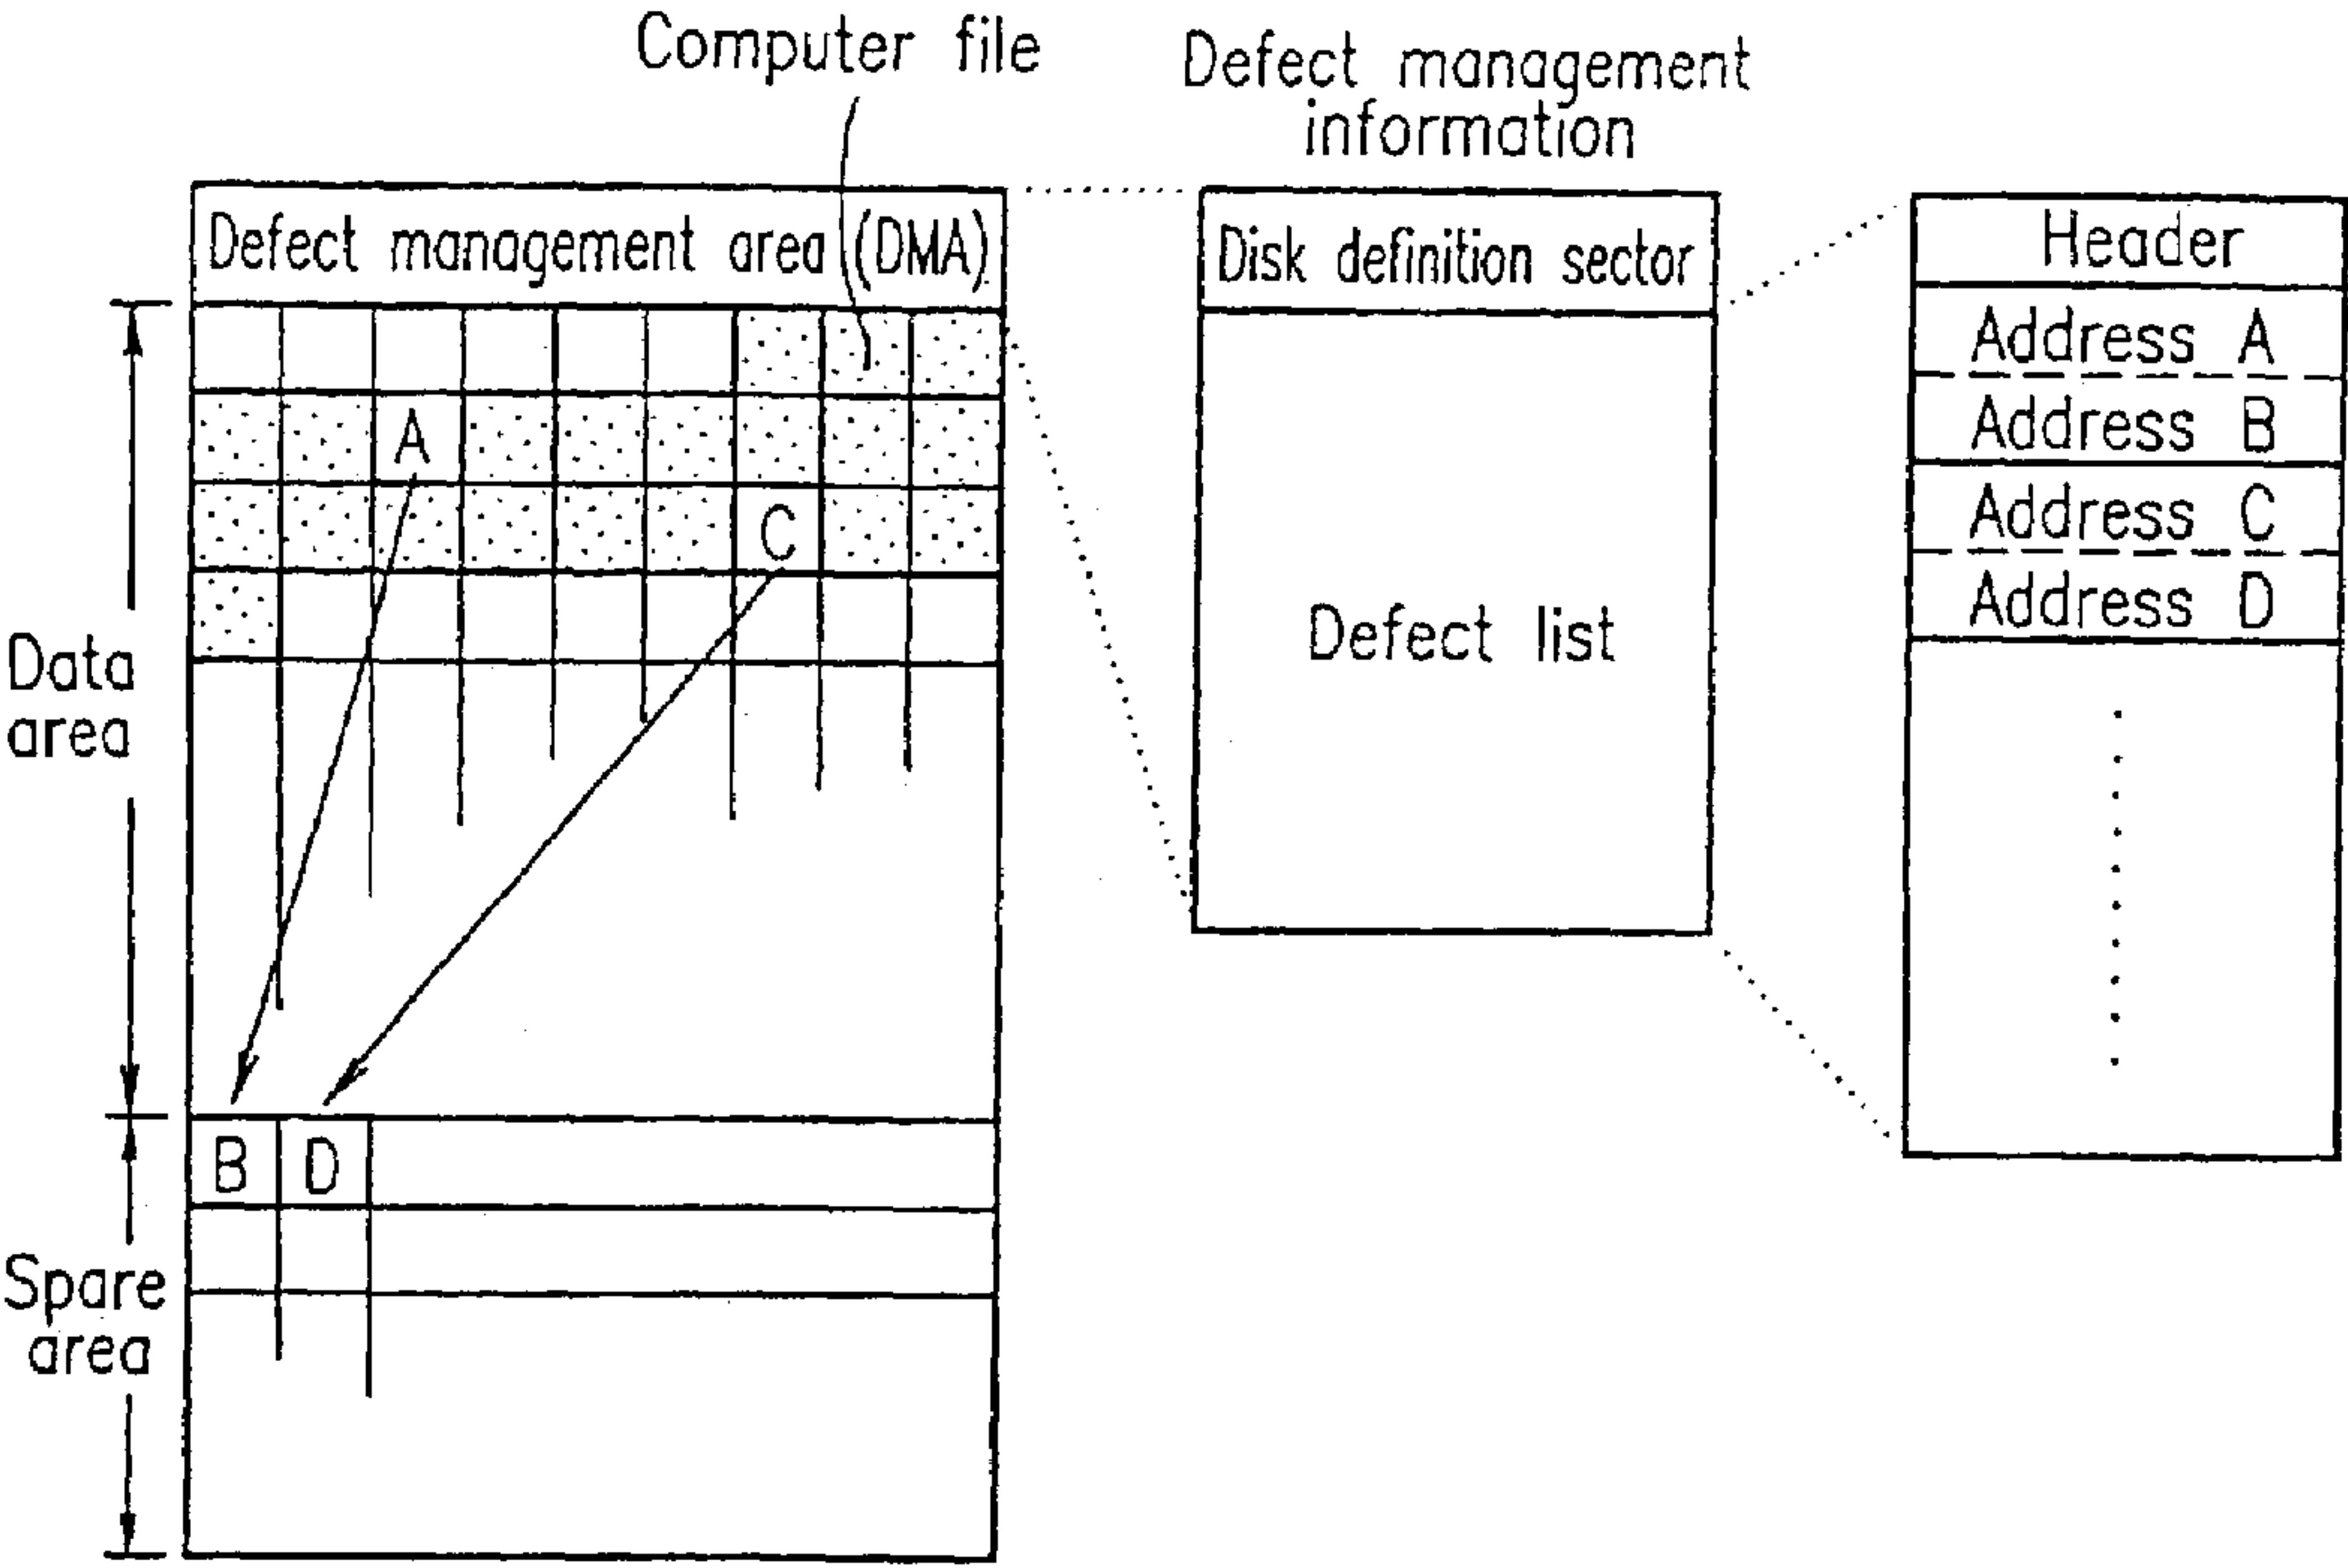 Computer file
Defect management
information
Defect management area (DMA)
A
C
Data
area
B D
Spare
area
Disk definition sector
Defect list
Header
Address A
Address B
Address C
Address D